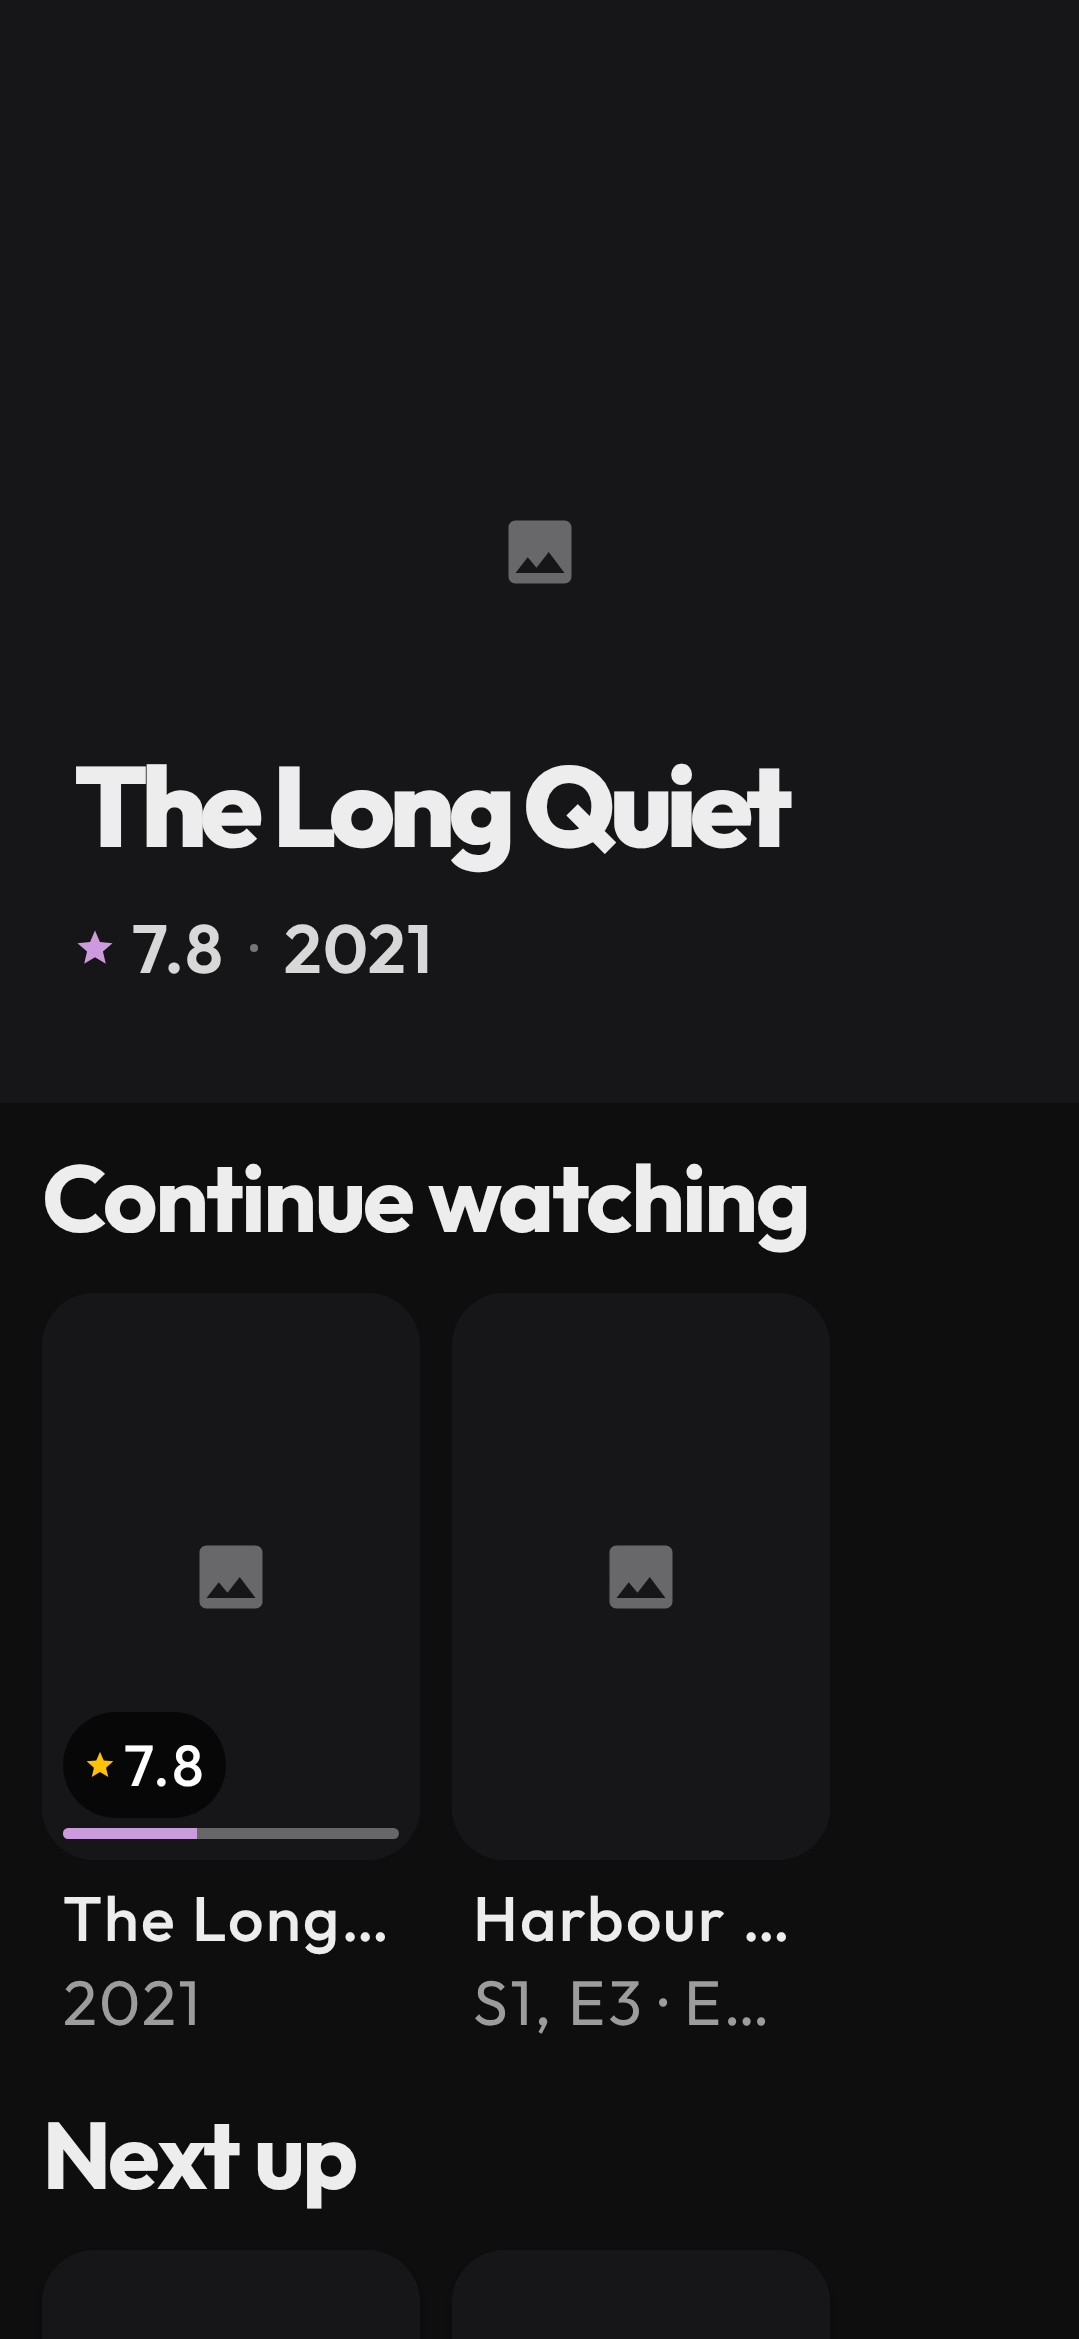 The Long Quiet
7.8 · 2021
Continue watching
7.8
The Long...
2021
Harbour ...
S1, E3 · E...
Next up